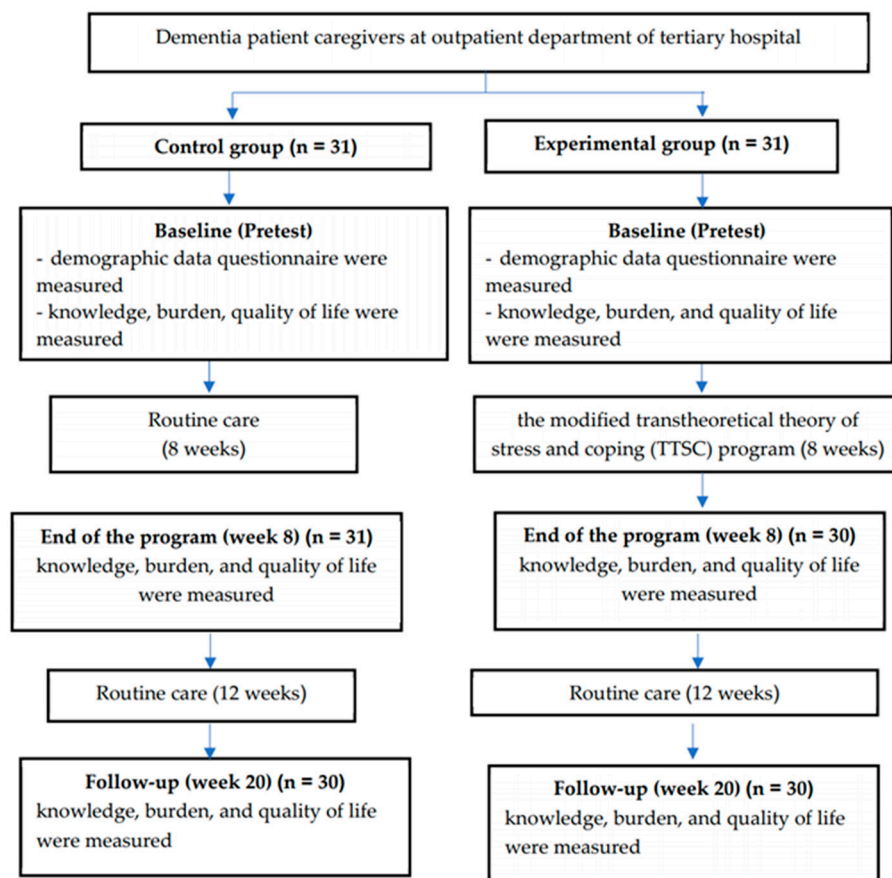 Dementia patient caregivers at outpatient department of tertiary hospital
Control group (n = 31)
Experimental group (n = 31)
Baseline (Pretest)
- demographic data questionnaire were
measured
- knowledge, burden, quality of life were
measured
Baseline (Pretest)
- demographic data questionnaire were
measured
- knowledge, burden, and quality of life
were measured
Routine care
(8 weeks)
the modified transtheoretical theory of
stress and coping (TTSC) program (8 weeks)
End of the program (week 8) (n = 31)
knowledge, burden, and quality of life
were measured
End of the program (week 8) (n = 30)
knowledge, burden, and quality of life
were measured
Routine care (12 weeks)
Routine care (12 weeks)
Follow-up (week 20) (n = 30)
knowledge, burden, and quality of life
were measured
Follow-up (week 20) (n = 30)
knowledge, burden, and quality of life
were measured